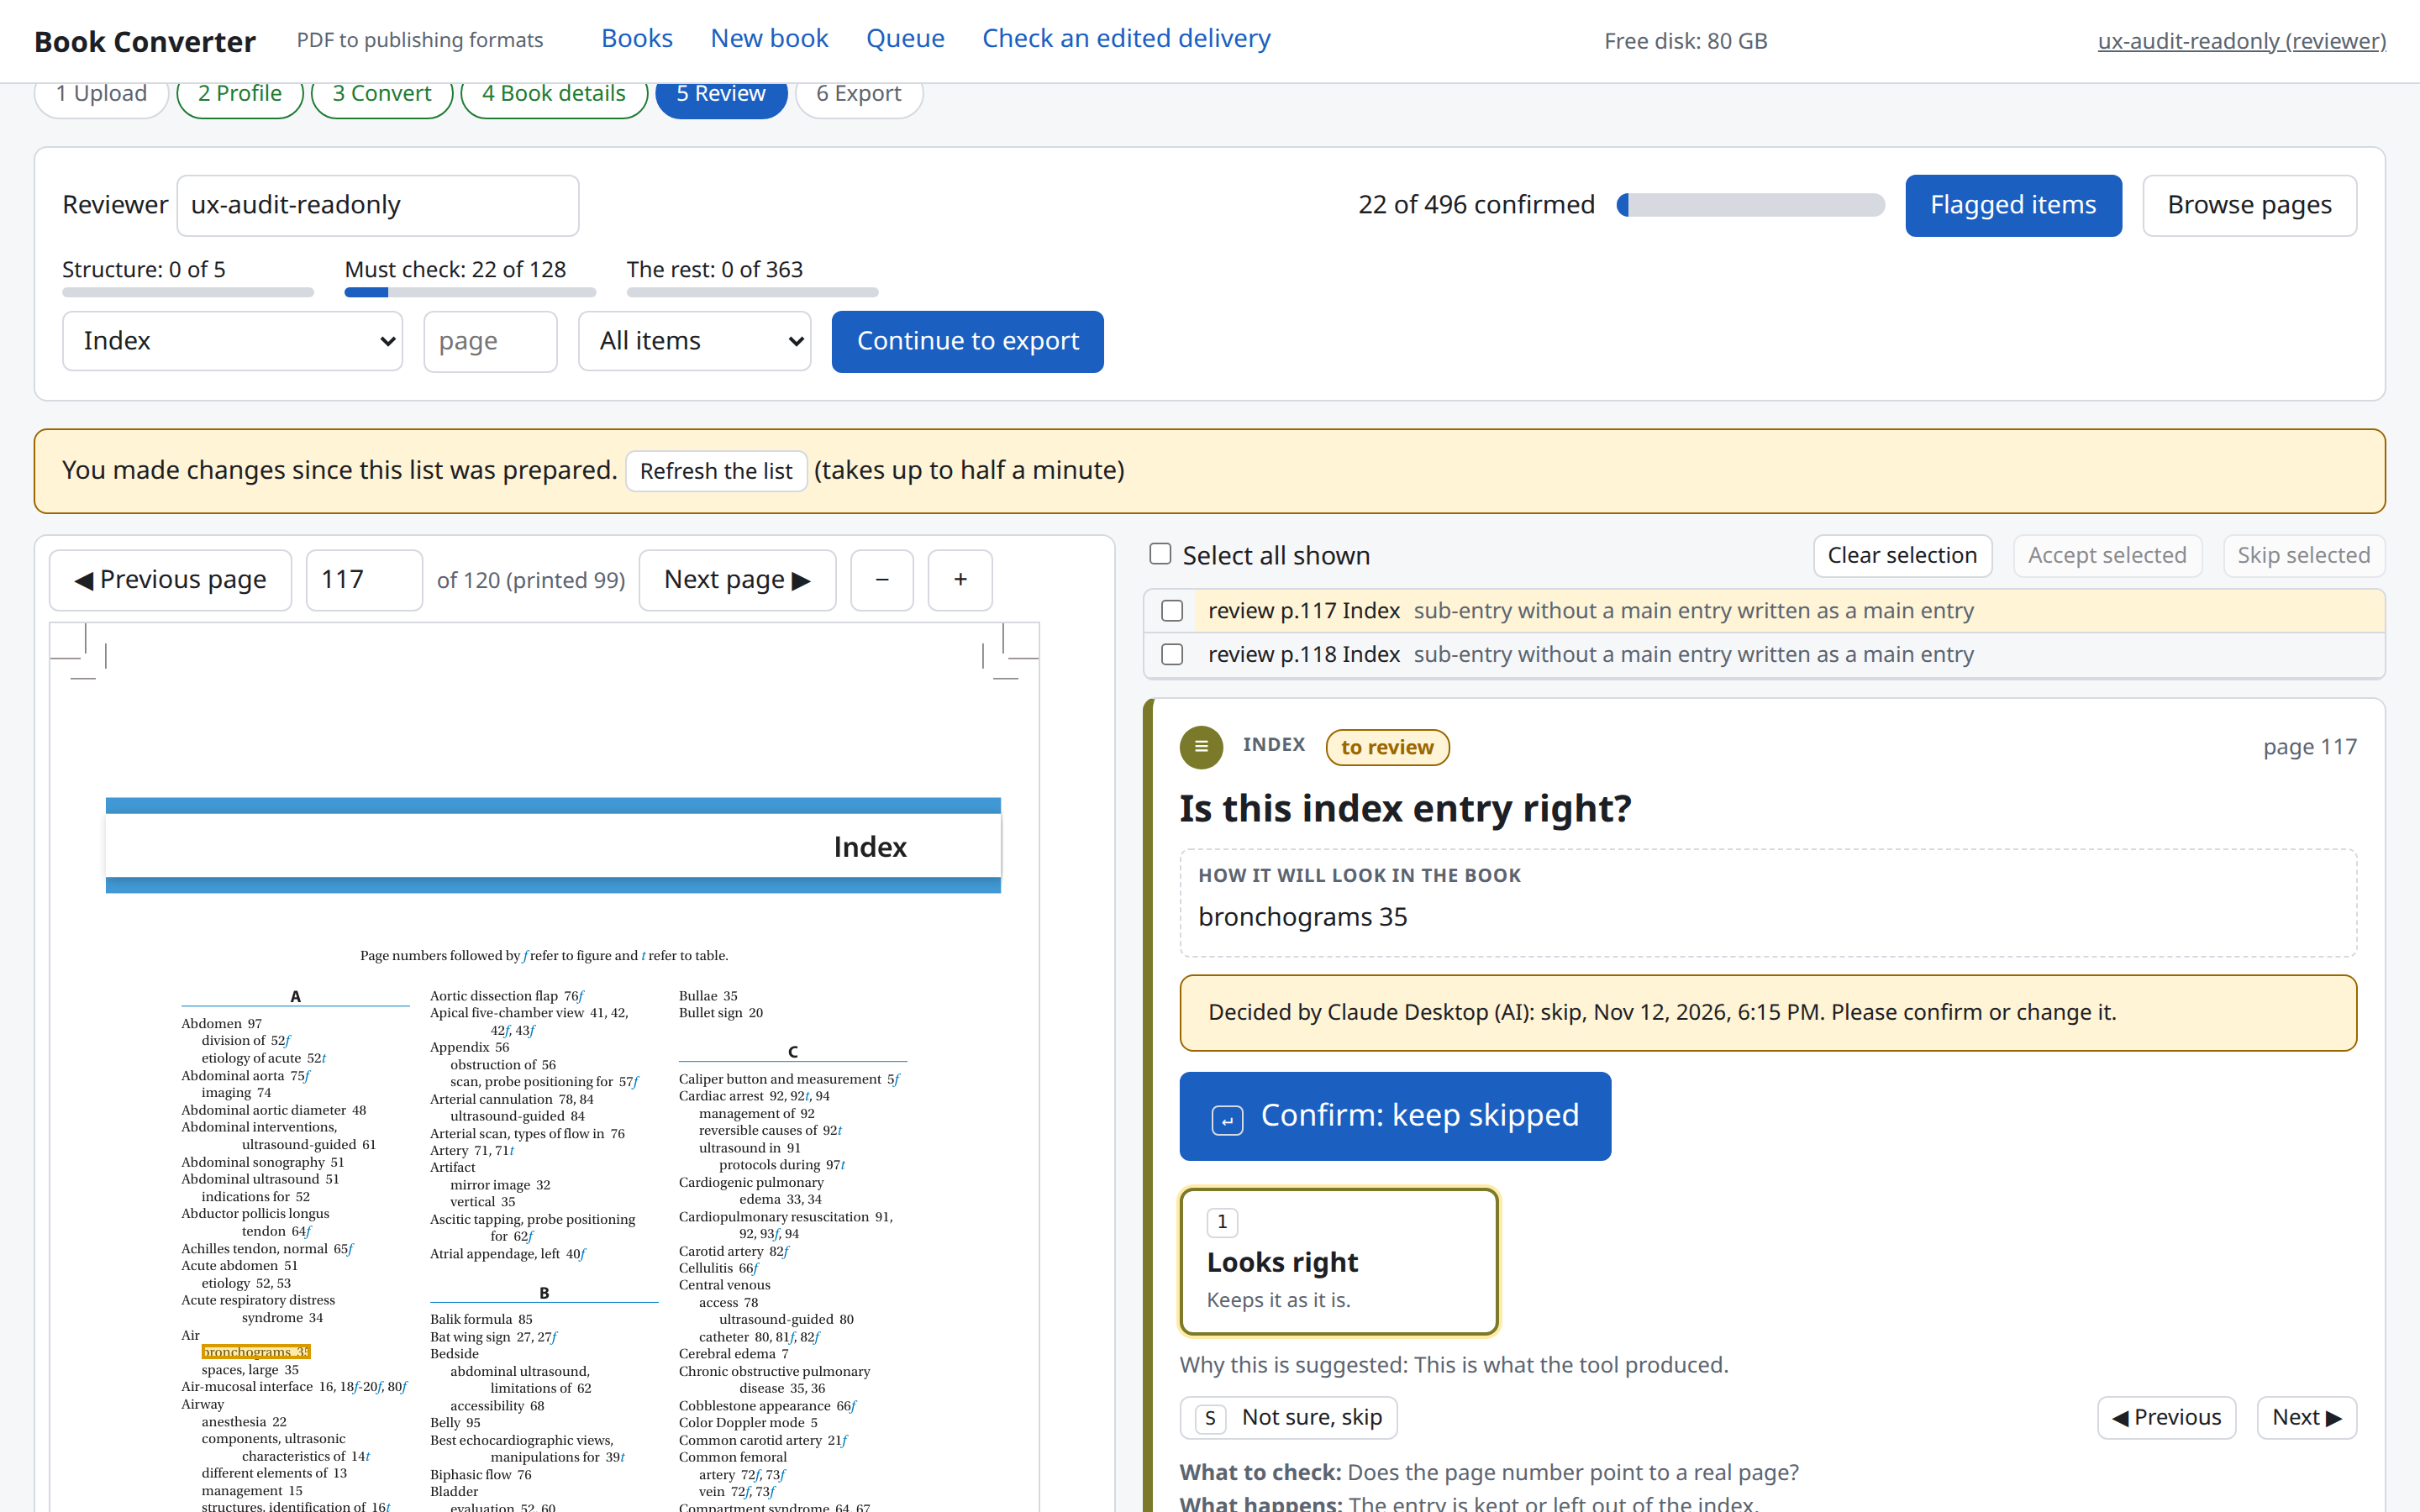 Book Converter PDF to publishing formats Books New book Queue Check an edited delivery Free disk: 80 GB ux-audit-readonly (reviewer)
1 Upload 2 Profile 3 Convert 4 Book details 5 Review 6 Export
Reviewer ux-audit-readonly 22 of 496 confirmed Flagged items Browse pages
Structure: 0 of 5 Must check: 22 of 128 The rest: 0 of 363
Index page All items Continue to export
You made changes since this list was prepared. Refresh the list (takes up to half a minute)
◀ Previous page 117 of 120 (printed 99) Next page ▶ − +
Index
Page numbers followed by f refer to figure and t refer to table.
A
Abdomen 97
division of 52f
etiology of acute 52t
Abdominal aorta 75f
imaging 74
Abdominal aortic diameter 48
Abdominal interventions,
ultrasound-guided 61
Abdominal sonography 51
Abdominal ultrasound 51
indications for 52
Abductor pollicis longus
tendon 64f
Achilles tendon, normal 65f
Acute abdomen 51
etiology 52, 53
Acute respiratory distress
syndrome 34
Air
bronchograms 35
spaces, large 35
Air-mucosal interface 16, 18f-20f, 80f
Airway
anesthesia 22
components, ultrasonic
characteristics of 14t
different elements of 13
management 15
structures, identification of 16t
Aortic dissection flap 76f
Apical five-chamber view 41, 42,
42f, 43f
Appendix 56
obstruction of 56
scan, probe positioning for 57f
Arterial cannulation 78, 84
ultrasound-guided 84
Arterial scan, types of flow in 76
Artery 71, 71t
Artifact
mirror image 32
vertical 35
Ascitic tapping, probe positioning
for 62f
Atrial appendage, left 40f
B
Balik formula 85
Bat wing sign 27, 27f
Bedside
abdominal ultrasound,
limitations of 62
accessibility 68
Belly 95
Best echocardiographic views,
manipulations for 39t
Biphasic flow 76
Bladder
evaluation 52, 60
Bullae 35
Bullet sign 20
C
Caliper button and measurement 5f
Cardiac arrest 92, 92t, 94
management of 92
reversible causes of 92t
ultrasound in 91
protocols during 97t
Cardiogenic pulmonary
edema 33, 34
Cardiopulmonary resuscitation 91,
92, 93f, 94
Carotid artery 82f
Cellulitis 66f
Central venous
access 78
ultrasound-guided 80
catheter 80, 81f, 82f
Cerebral edema 7
Chronic obstructive pulmonary
disease 35, 36
Cobblestone appearance 66f
Color Doppler mode 5
Common carotid artery 21f
Common femoral
artery 72f, 73f
vein 72f, 73f
Compartment syndrome 64, 67
Select all shown Clear selection Accept selected Skip selected
review p.117 Index sub-entry without a main entry written as a main entry
review p.118 Index sub-entry without a main entry written as a main entry
≡ INDEX to review page 117
Is this index entry right?
HOW IT WILL LOOK IN THE BOOK
bronchograms 35
Decided by Claude Desktop (AI): skip, Nov 12, 2026, 6:15 PM. Please confirm or change it.
↵ Confirm: keep skipped
1
Looks right
Keeps it as it is.
Why this is suggested: This is what the tool produced.
S Not sure, skip ◀ Previous Next ▶
What to check: Does the page number point to a real page?
What happens: The entry is kept or left out of the index.